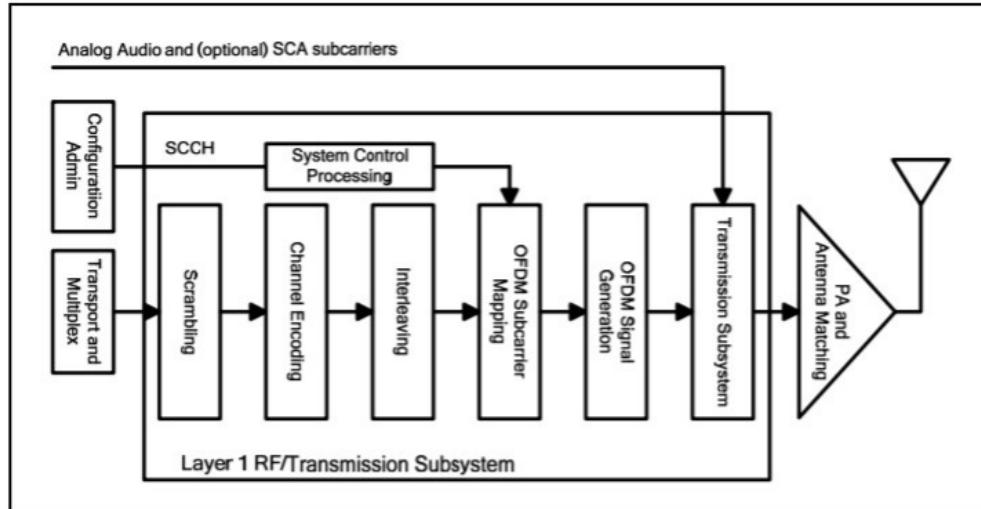 Analog Audio and (optional) SCA subcarriers
Configuratiion
Admin
SCCH
System Control
Processing
Transport and
Multiplex
Scrambling
Channel Encoding
Interleaving
OFDM Subcarrier
Mapping
OFDM Signal
Generation
Transmission Subsystem
PA and
Antenna Matching
Layer 1 RF/Transmission Subsystem